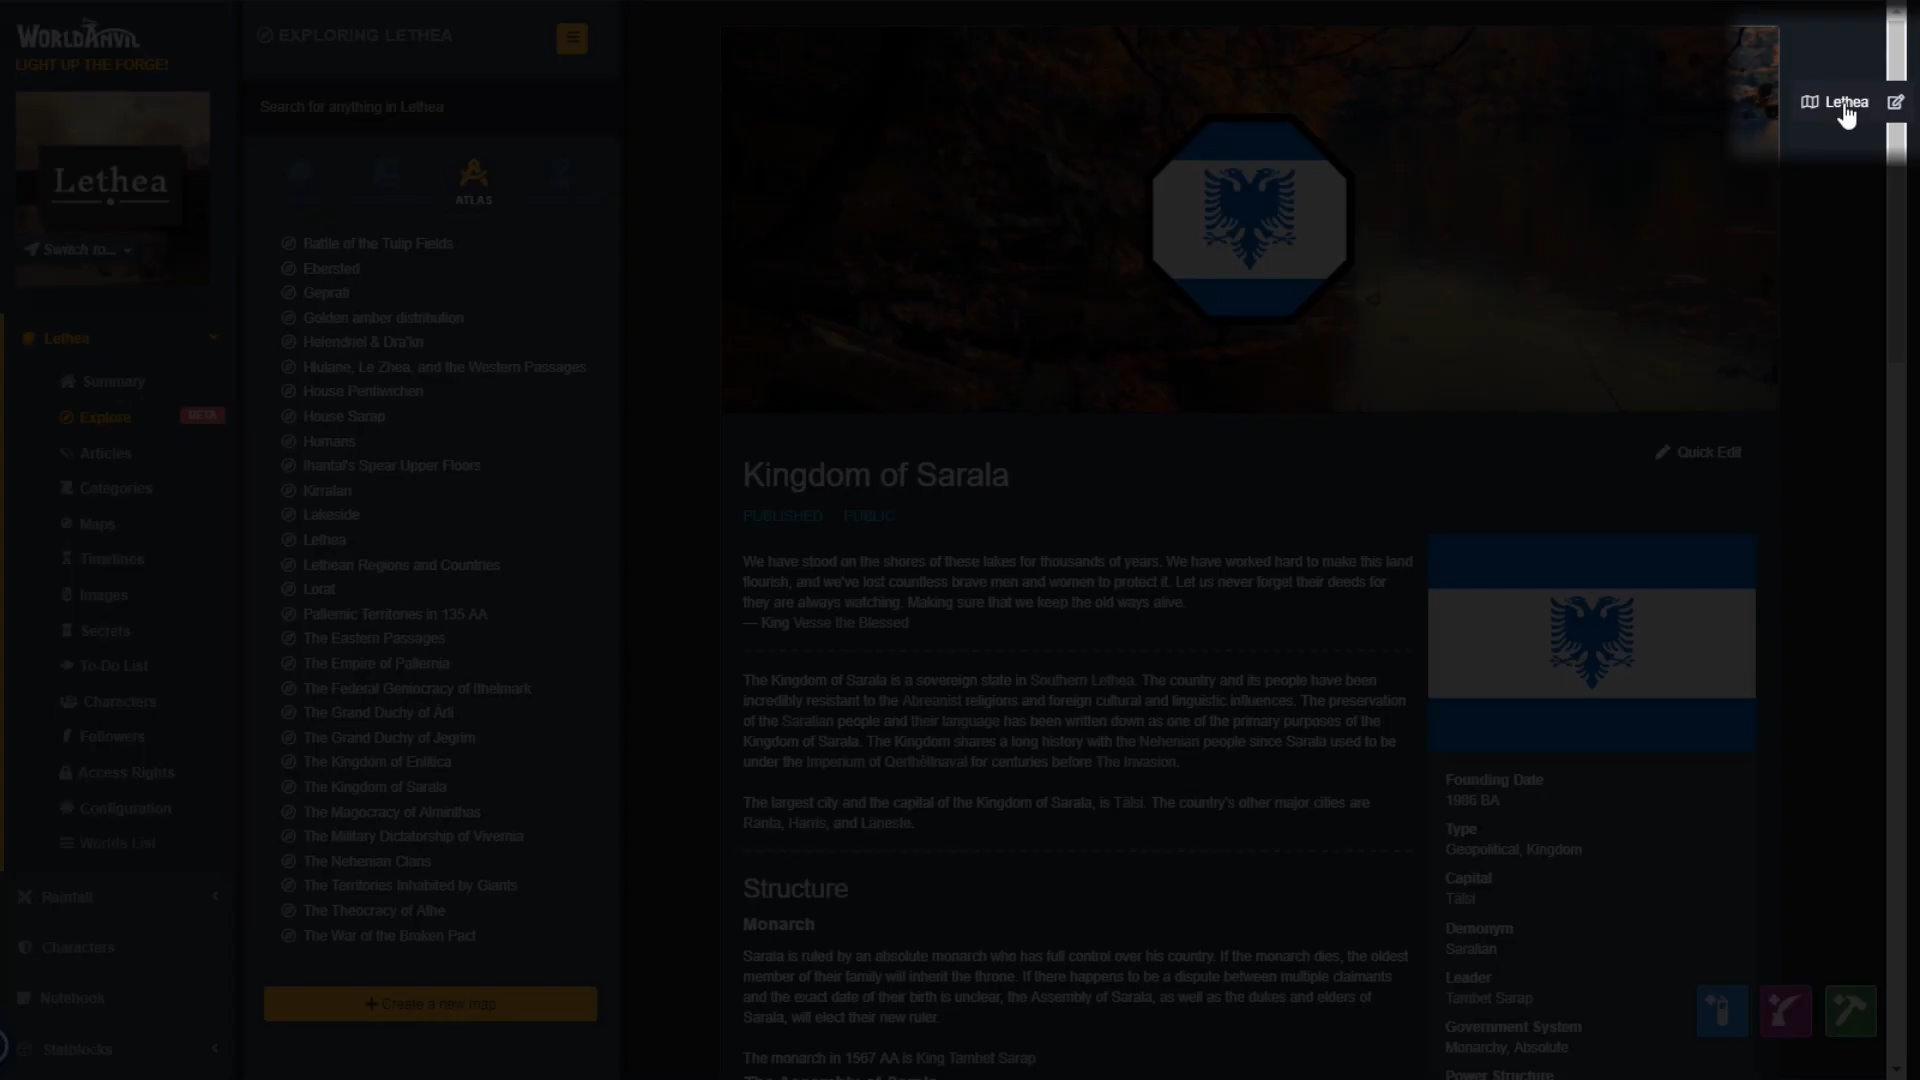 WORLDANVIL
LIGHT UP THE FORGE!
Lethea
Switch to...
Lethea
Summary
Explore
BETA
Articles
Categories
Maps
Timelines
Images
Secrets
To-Do List
Characters
Followers
Access Rights
Configuration
Worlds List
Rainfall
Characters
Notebook
Statblocks
EXPLORING LETHEA
Search for anything in Lethea
ATLAS
Battle of the Tulip Fields
Ebersted
Geprati
Golden amber distribution
Helendriel & Dra'kn
Hlulane, Le Zhea, and the Western Passages
House Pentiwichen
House Sarap
Humans
Ihantal's Spear Upper Floors
Kirralan
Lakeside
Lethea
Lethean Regions and Countries
Lorat
Pallemic Territories in 135 AA
The Eastern Passages
The Empire of Pallernia
The Federal Geniocracy of Ithelmark
The Grand Duchy of Árli
The Grand Duchy of Jegrim
The Kingdom of Enlitica
The Kingdom of Sarala
The Magocracy of Alminthas
The Military Dictatorship of Vivernia
The Nehenian Clans
The Territories Inhabited by Giants
The Theocracy of Athe
The War of the Broken Pact
Create a new map
Lethea
Quick Edit
Kingdom of Sarala
PUBLISHED PUBLIC
We have stood on the shores of these lakes for thousands of years. We have worked hard to make this land
flourish, and we've lost countless brave men and women to protect it. Let us never forget their deeds for
they are always watching. Making sure that we keep the old ways alive.
— King Vesse the Blessed
The Kingdom of Sarala is a sovereign state in Southern Lethea. The country and its people have been
incredibly resistant to the Abreanist religions and foreign cultural and linguistic influences. The preservation
of the Saralian people and their language has been written down as one of the primary purposes of the
Kingdom of Sarala. The Kingdom shares a long history with the Nehenian people since Sarala used to be
under the Imperium of Qerthèllnaval for centuries before The Invasion.
The largest city and the capital of the Kingdom of Sarala, is Tälsi. The country's other major cities are
Ranta, Harris, and Länesle.
Structure
Monarch
Sarala is ruled by an absolute monarch who has full control over his country. If the monarch dies, the oldest
member of their family will inherit the throne. If there happens to be a dispute between multiple claimants
and the exact date of their birth is unclear, the Assembly of Sarala, as well as the dukes and elders of
Sarala, will elect their new ruler.
The monarch in 1567 AA is King Tambet Sarap
The Assembly of Sarala
Founding Date
1986 BA
Type
Geopolitical, Kingdom
Capital
Tälsi
Demonym
Saralian
Leader
Tambet Sarap
Government System
Monarchy, Absolute
Power Structure